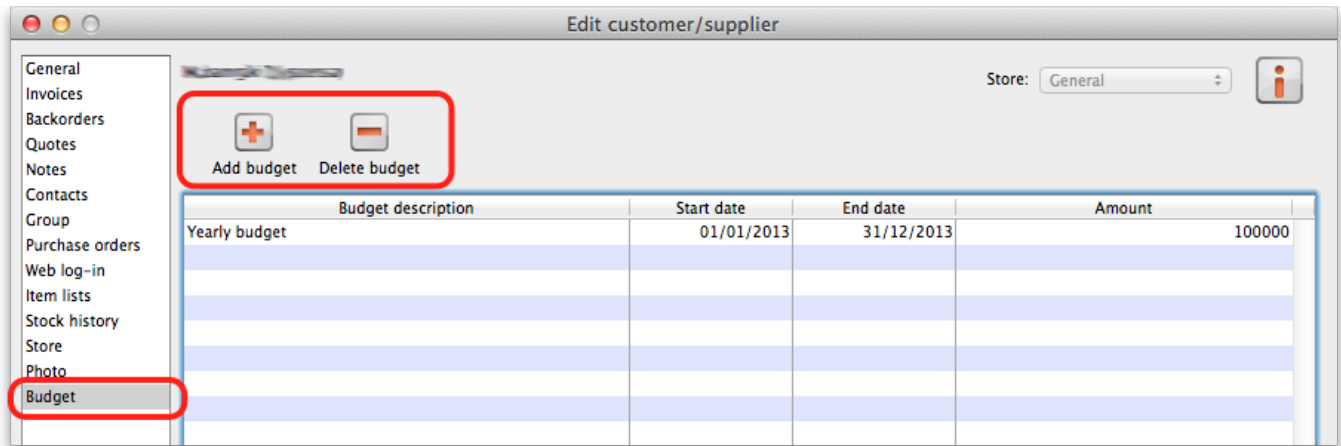 Edit customer/supplier
General
Invoices
Backorders
Quotes
Notes
Contacts
Group
Purchase orders
Web log-in
Item lists
Stock history
Store
Photo
Budget
Store: General
Add budget Delete budget
Budget description Start date End date Amount
Yearly budget 01/01/2013 31/12/2013 100000